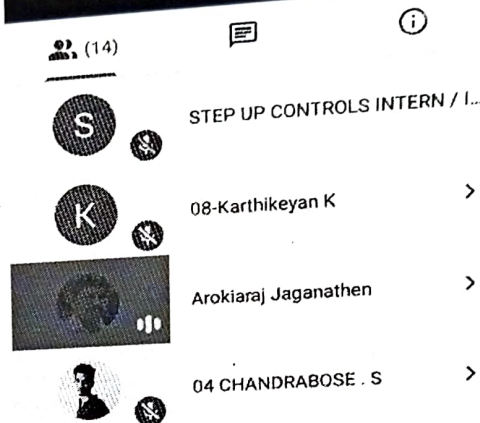 (14)
S
STEP UP CONTROLS INTERN / I...
K
08-Karthikeyan K
Arokiaraj Jaganathen
04 CHANDRABOSE . S